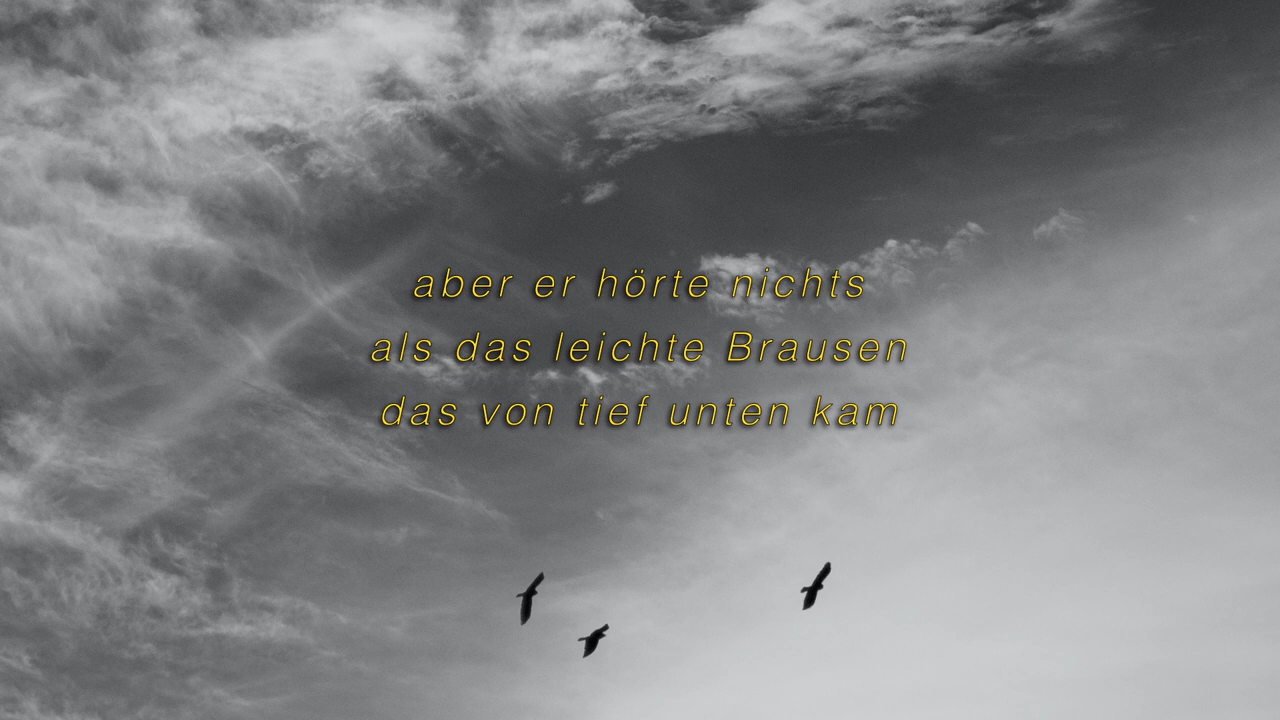 aber er hörte nichts
als das leichte Brausen
das von tief unten kam